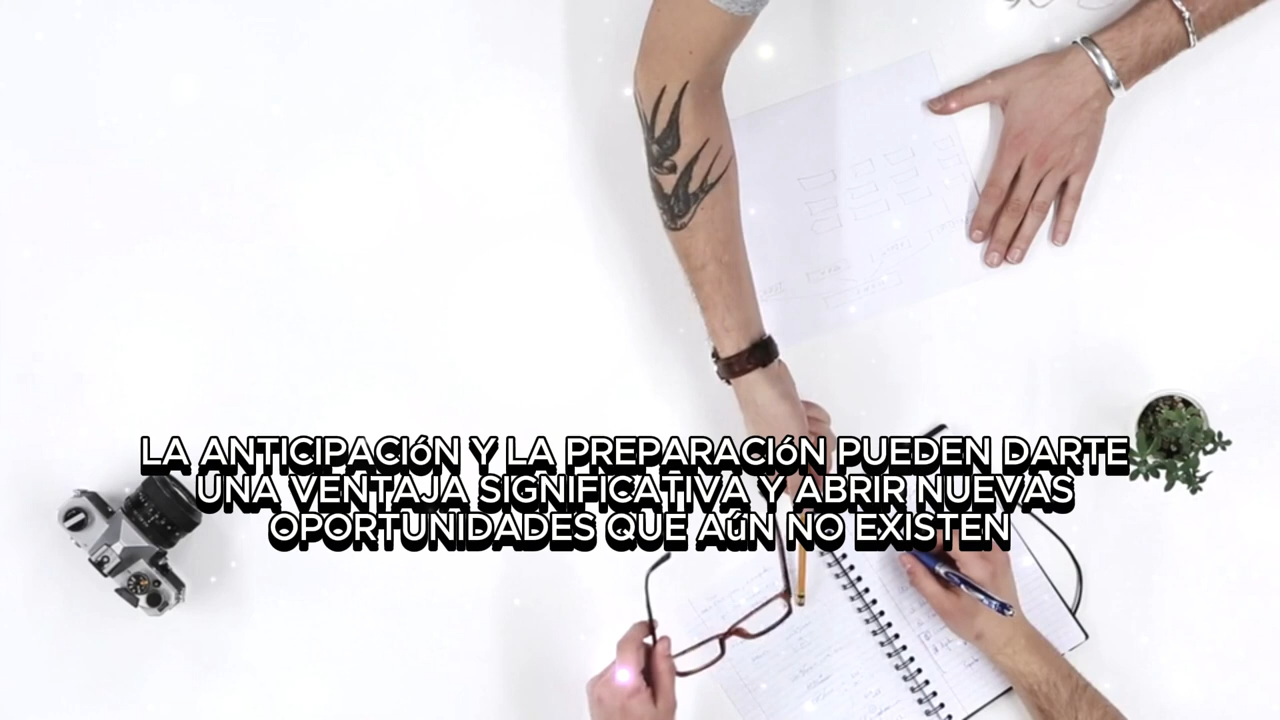 LA ANTICIPACIóN Y LA PREPARACIóN PUEDEN DARTE
UNA VENTAJA SIGNIFICATIVA Y ABRIR NUEVAS
OPORTUNIDADES QUE AúN NO EXISTEN